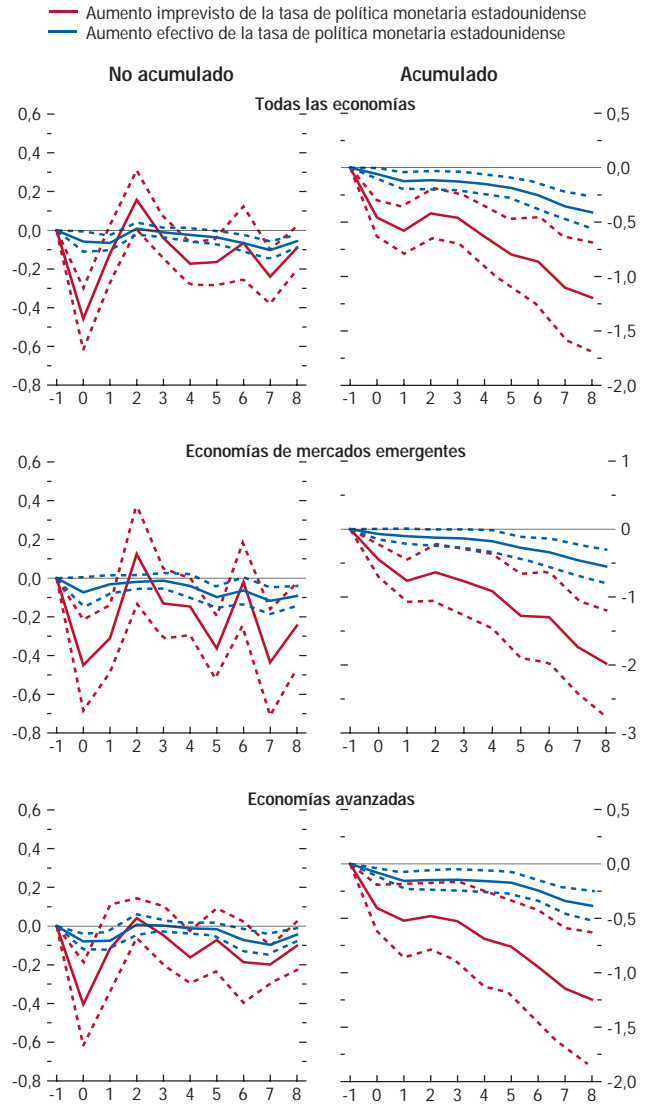 Aumento imprevisto de la tasa de política monetaria estadounidense
Aumento efectivo de la tasa de política monetaria estadounidense
No acumulado Acumulado
Todas las economías
0,6 0,5
0,4
0,2 0,0
0,0 -0,5
-0,2 -1,0
-0,4
-0,6 -1,5
-0,8 -2,0
-1 0 1 2 3 4 5 6 7 8 -1 0 1 2 3 4 5 6 7 8
Economías de mercados emergentes
0,6 1
0,4
0,2 0
0,0
-0,2 -1
-0,4 -2
-0,6
-0,8 -3
-1 0 1 2 3 4 5 6 7 8 -1 0 1 2 3 4 5 6 7 8
Economías avanzadas
0,6 0,5
0,4
0,2 0,0
0,0 -0,5
-0,2 -1,0
-0,4
-0,6 -1,5
-0,8 -2,0
-1 0 1 2 3 4 5 6 7 8 -1 0 1 2 3 4 5 6 7 8